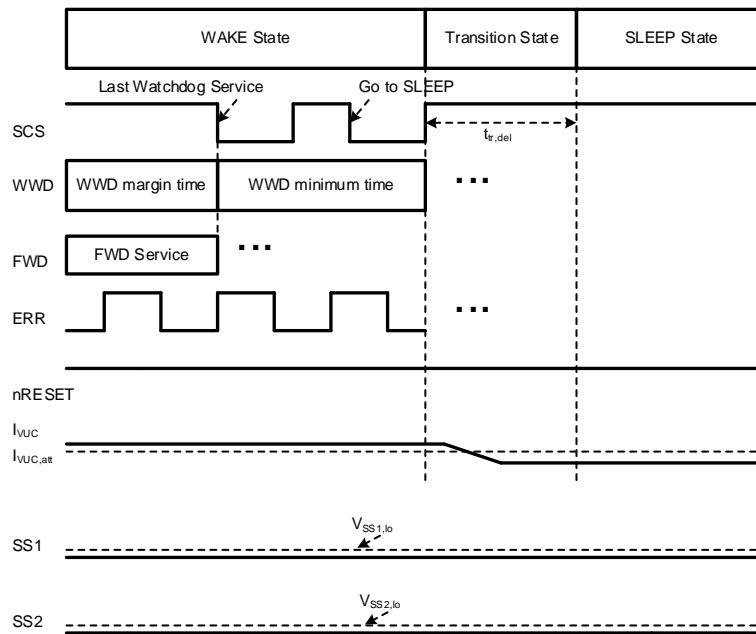 WAKE State Transition State SLEEP State
Last Watchdog Service Go to SLEEP
SCS
t_tr,del
WWD WWD margin time WWD minimum time ...
FWD FWD Service ...
ERR ...
nRESET
I_VUC
I_VUC,att
V_SS1,lo
SS1
V_SS2,lo
SS2